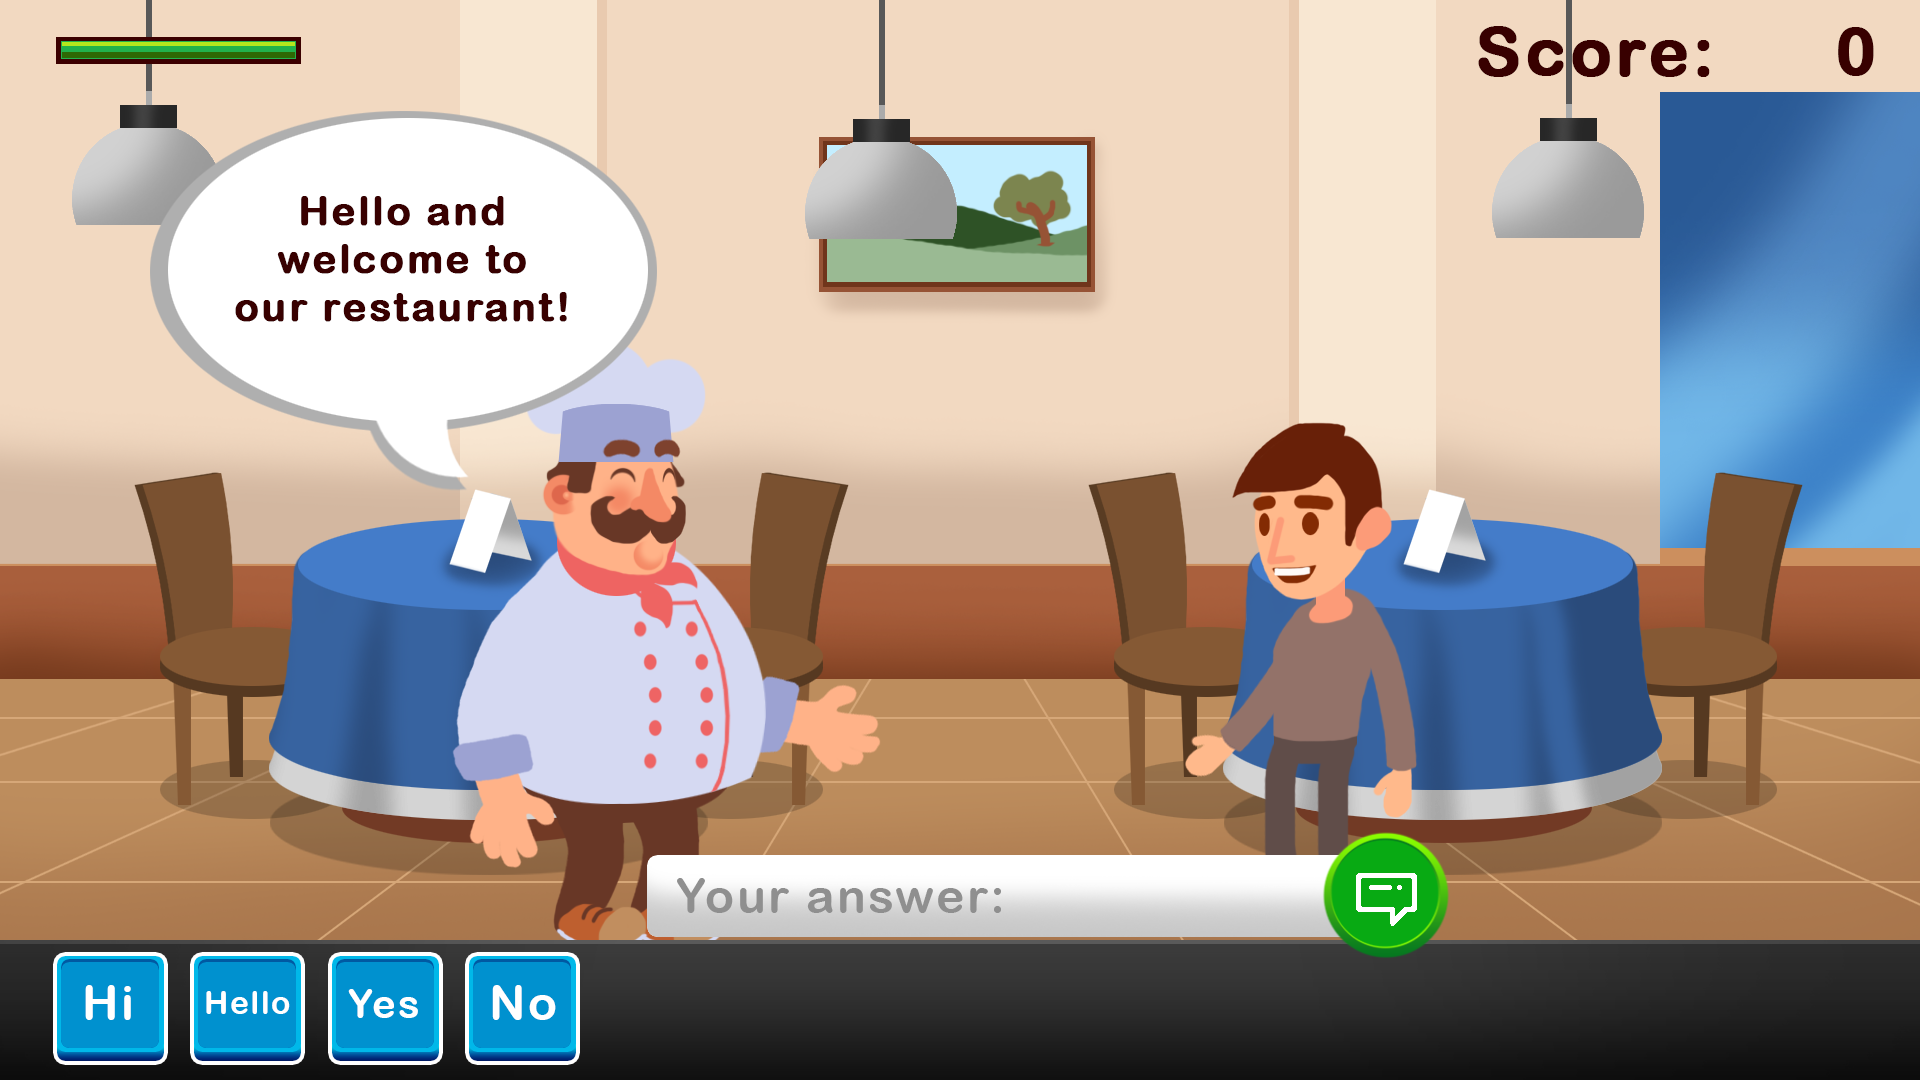 Score: 0
Hello and
welcome to
our restaurant!
Your answer:
Hi Hello Yes No